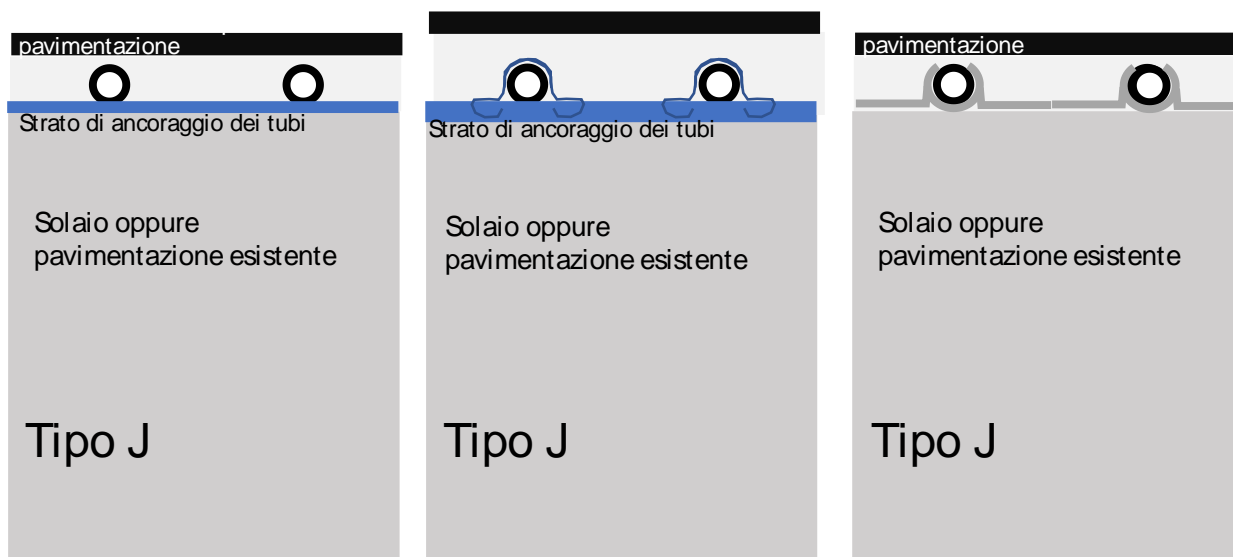 pavimentazione
Strato di ancoraggio dei tubi
Solaio oppure
pavimentazione esistente
Tipo J
Strato di ancoraggio dei tubi
Solaio oppure
pavimentazione esistente
Tipo J
pavimentazione
Solaio oppure
pavimentazione esistente
Tipo J